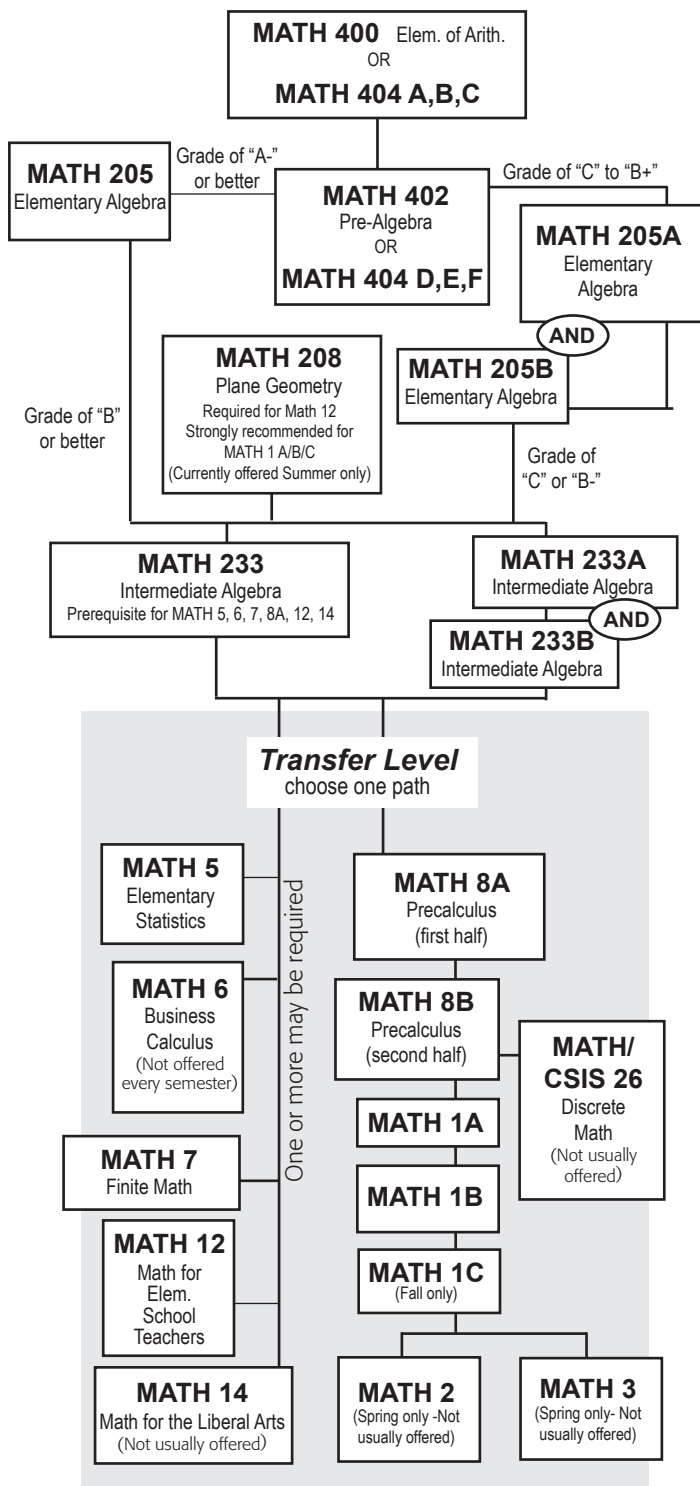 MATH 400 Elem. of Arith.
OR
MATH 404 A,B,C
MATH 205
Elementary Algebra
Grade of “A-”
or better
MATH 402
Pre-Algebra
OR
MATH 404 D,E,F
Grade of “C” to “B+”
MATH 205A
Elementary
Algebra
AND
MATH 205B
Elementary Algebra
MATH 208
Plane Geometry
Required for Math 12
Strongly recommended for
MATH 1 A/B/C
(Currently offered Summer only)
Grade of “B”
or better
Grade of
“C” or “B-”
MATH 233
Intermediate Algebra
Prerequisite for MATH 5, 6, 7, 8A, 12, 14
MATH 233A
Intermediate Algebra
AND
MATH 233B
Intermediate Algebra
Transfer Level
choose one path
MATH 5
Elementary
Statistics
MATH 6
Business
Calculus
(Not offered
every semester)
MATH 7
Finite Math
MATH 12
Math for
Elem.
School
Teachers
MATH 14
Math for the Liberal Arts
(Not usually offered)
One or more may be required
MATH 8A
Precalculus
(first half)
MATH 8B
Precalculus
(second half)
MATH/
CSIS 26
Discrete
Math
(Not usually
offered)
MATH 1A
MATH 1B
MATH 1C
(Fall only)
MATH 2
(Spring only -Not
usually offered)
MATH 3
(Spring only- Not
usually offered)